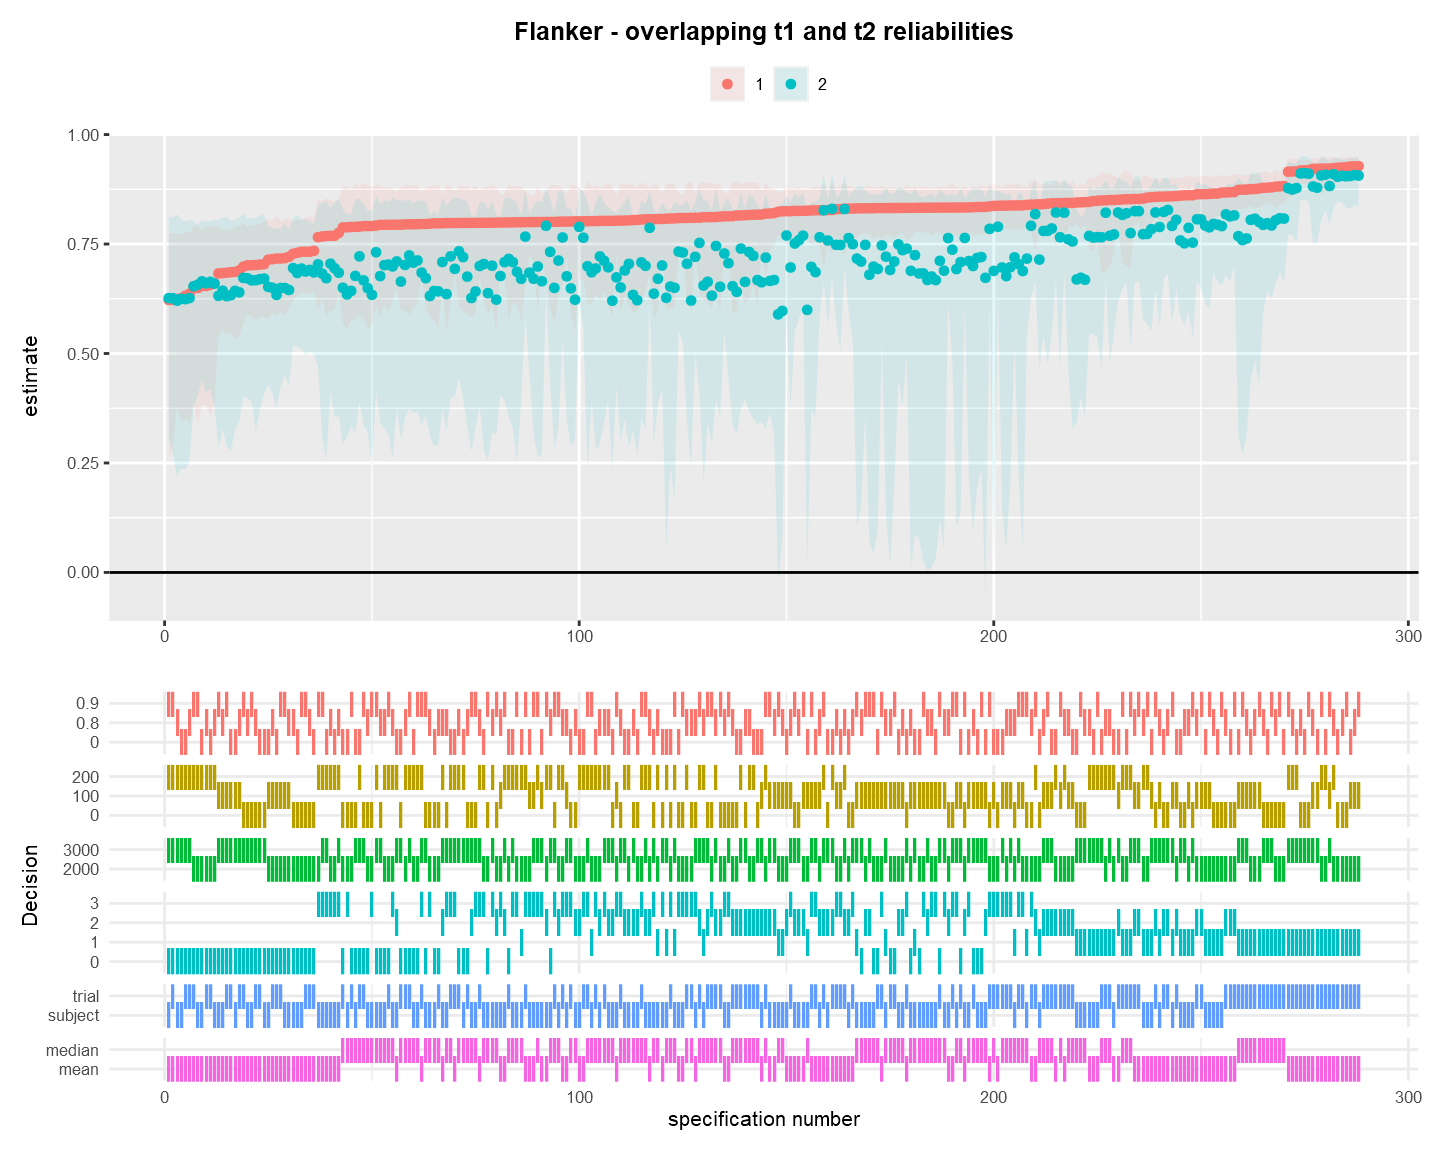 Flanker - overlapping t1 and t2 reliabilities
1 2
1.00
0.75
0.50
0.25
0.00
estimate
0 100 200 300
0.9
0.8
0
200
100
0
3000
2000
3
2
1
0
trial
subject
median
mean
Decision
0 100 200 300
specification number